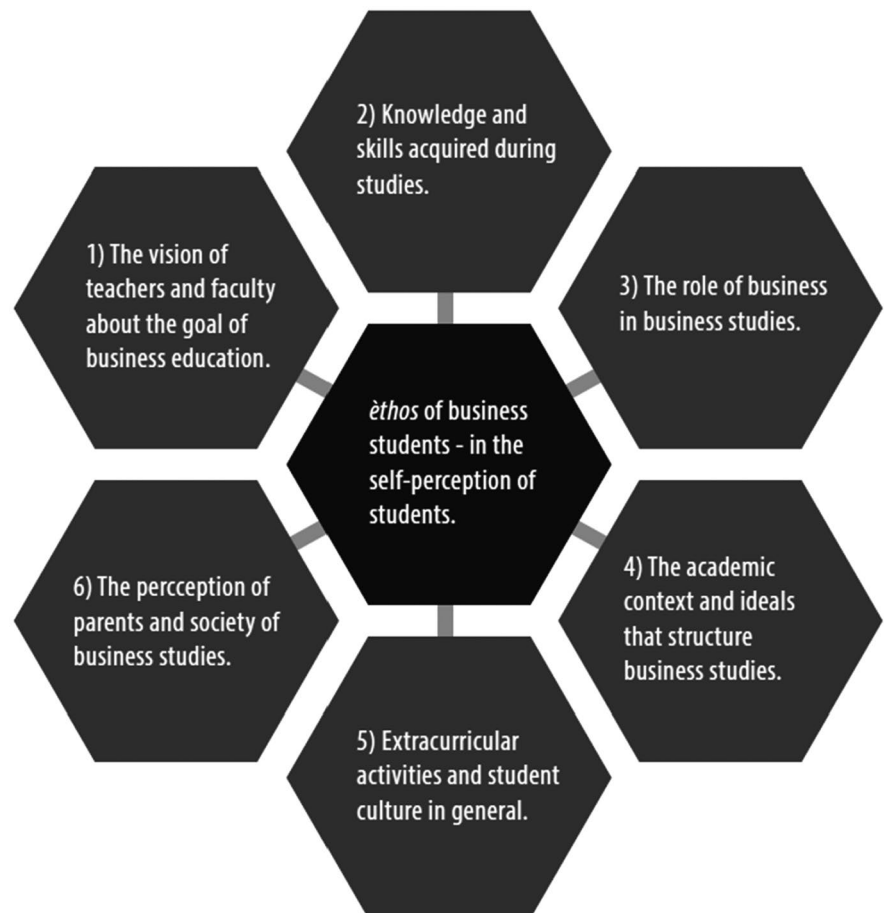 2) Knowledge and
skills acquired during
studies.
1) The vision of
teachers and faculty
about the goal of
business education.
3) The role of business
in business studies.
èthos of business
students - in the
self-perception of
students.
6) The percception of
parents and society of
business studies.
4) The academic
context and ideals
that structure
business studies.
5) Extracurricular
activities and student
culture in general.